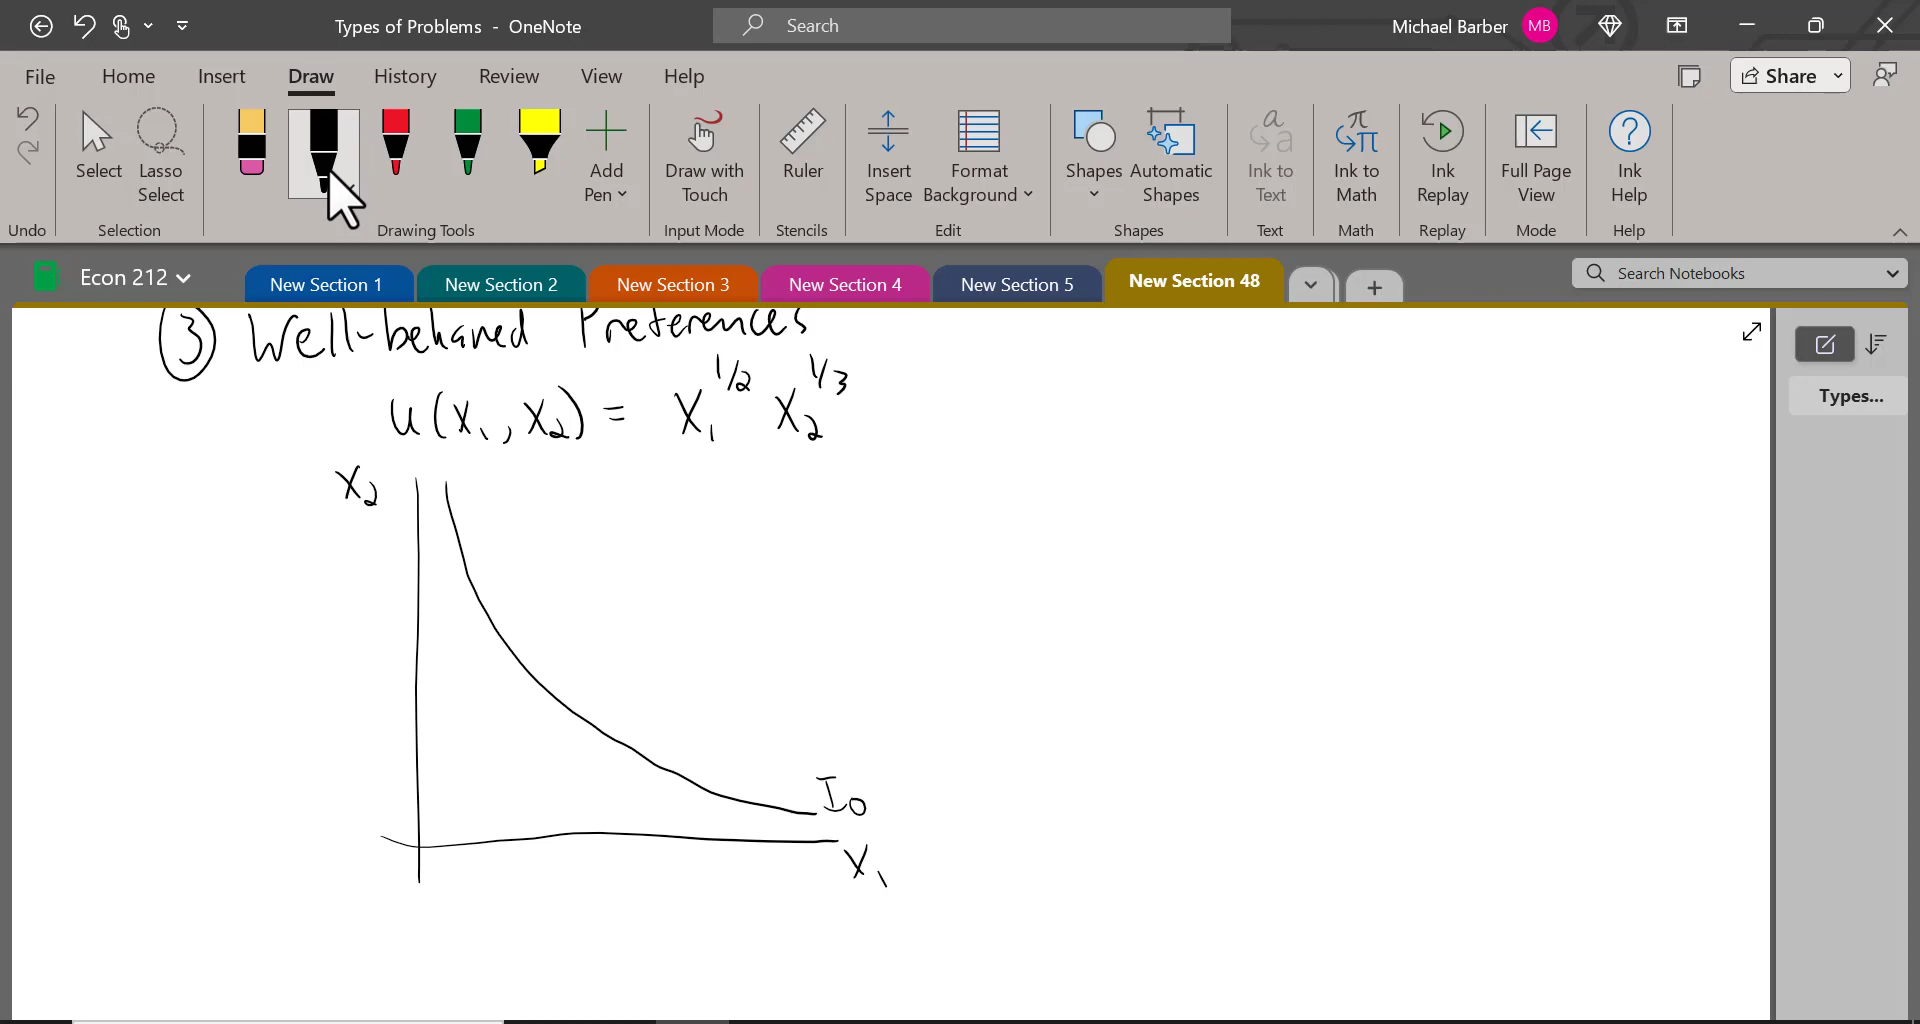 Types of Problems - OneNote
Search
Michael Barber
MB
File Home Insert Draw History Review View Help
Share
Select
Lasso Select
Add Pen
Draw with Touch
Ruler
Insert Space
Format Background
Shapes
Automatic Shapes
Ink to Text
Ink to Math
Ink Replay
Full Page View
Ink Help
Undo Selection Drawing Tools Input Mode Stencils Edit Shapes Text Math Replay Mode Help
Econ 212
New Section 1 New Section 2 New Section 3 New Section 4 New Section 5 New Section 48
Search Notebooks
Types...
③ Well-behaved Preferences
u(x₁, x₂) = x₁^1/2 x₂^1/3
x₂
I₀
x₁